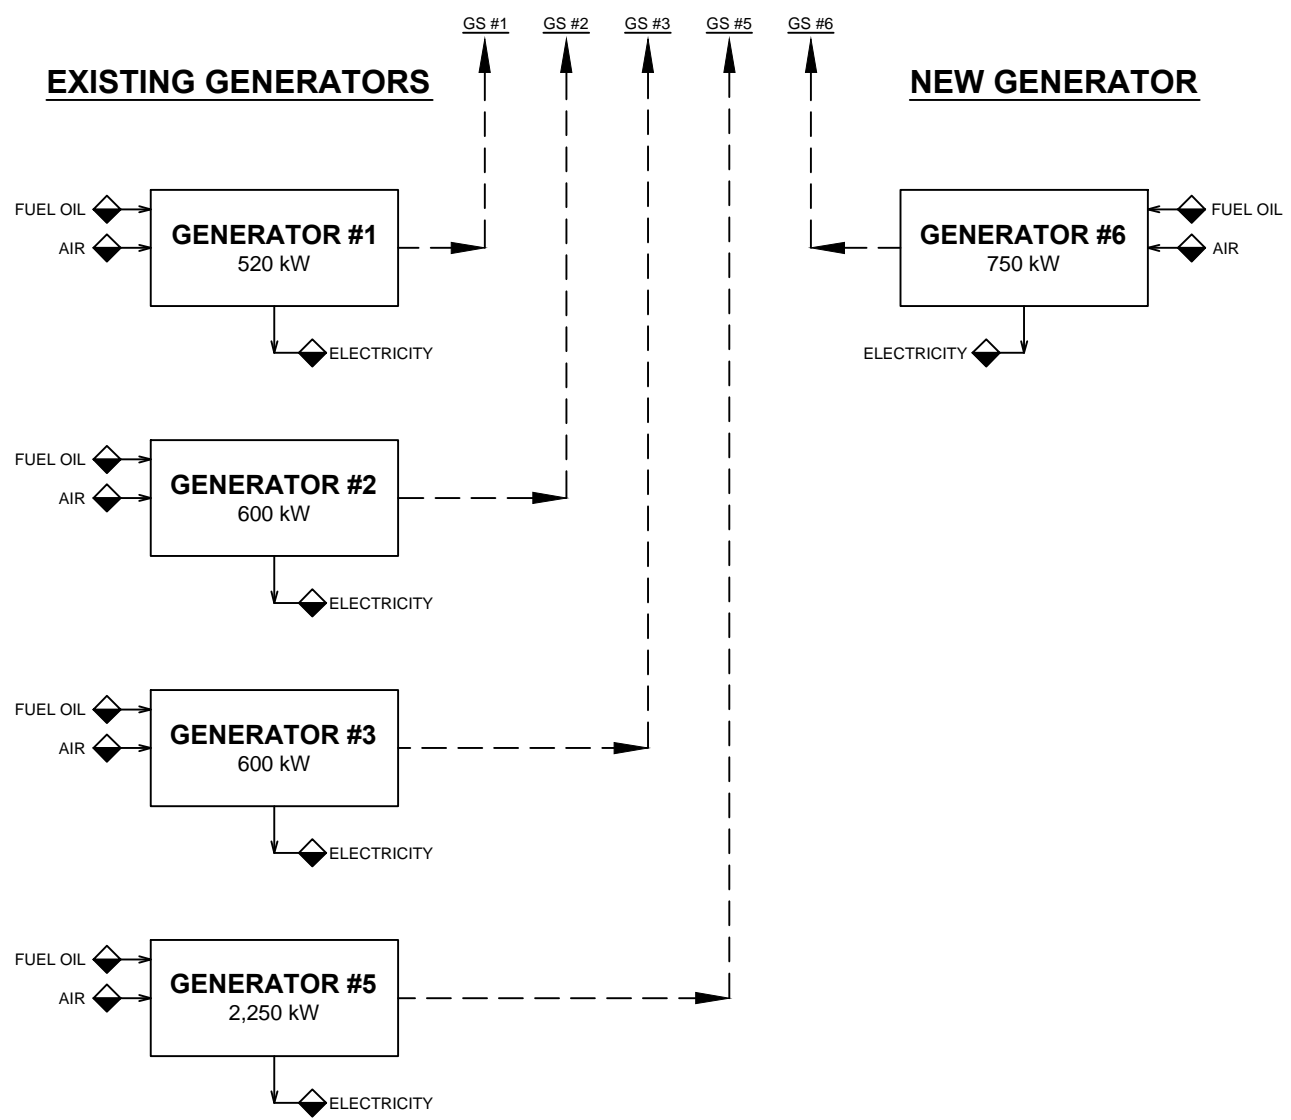 GS #1
GS #2
GS #3
GS #5
GS #6
EXISTING GENERATORS
NEW GENERATOR
FUEL OIL
AIR
GENERATOR #1
520 kW
ELECTRICITY
GENERATOR #6
750 kW
FUEL OIL
AIR
ELECTRICITY
FUEL OIL
AIR
GENERATOR #2
600 kW
ELECTRICITY
FUEL OIL
AIR
GENERATOR #3
600 kW
ELECTRICITY
FUEL OIL
AIR
GENERATOR #5
2,250 kW
ELECTRICITY